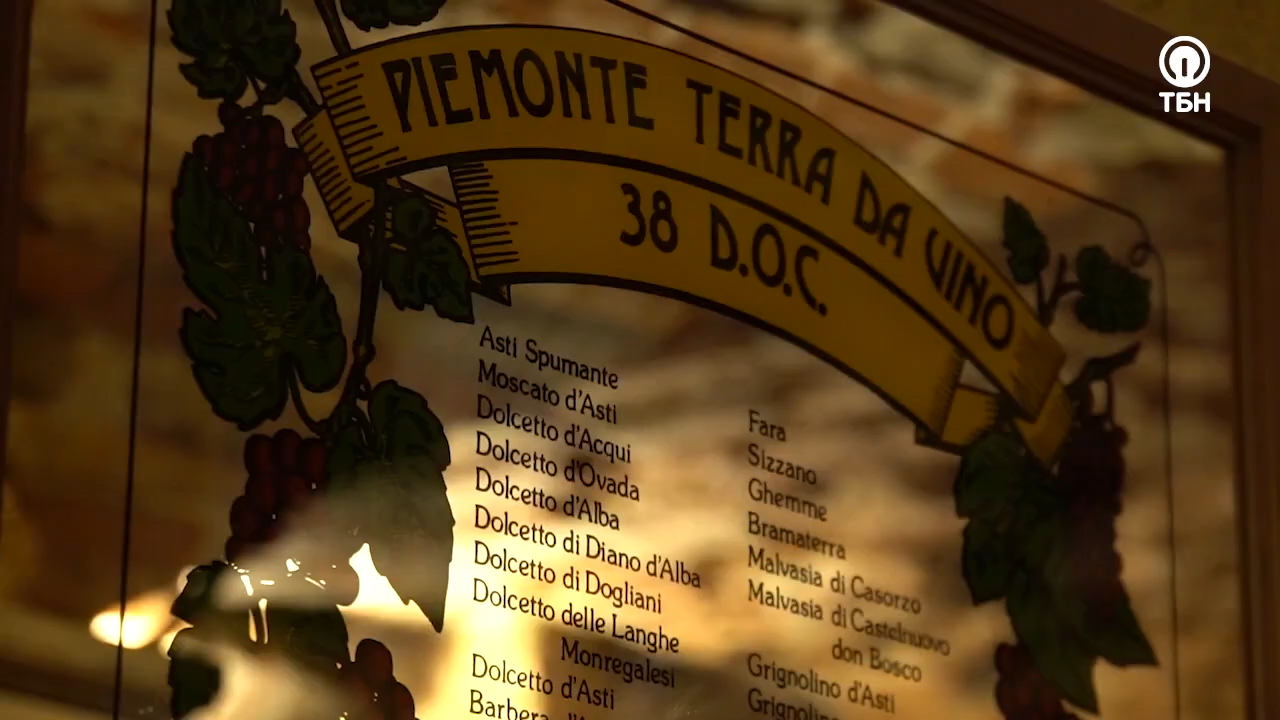 ТБН
PIEMONTE TERRA DA VINO
38 D.O.C.
Asti Spumante
Moscato d'Asti
Dolcetto d'Acqui
Dolcetto d'Ovada
Dolcetto d'Alba
Dolcetto di Diano d'Alba
Dolcetto di Dogliani
Dolcetto delle Langhe
Monregalesi
Dolcetto d'Asti
Barbera
Fara
Sizzano
Ghemme
Bramaterra
Malvasia di Casorzo
Malvasia di Castelnuovo
don Bosco
Grignolino d'Asti
Grignolino